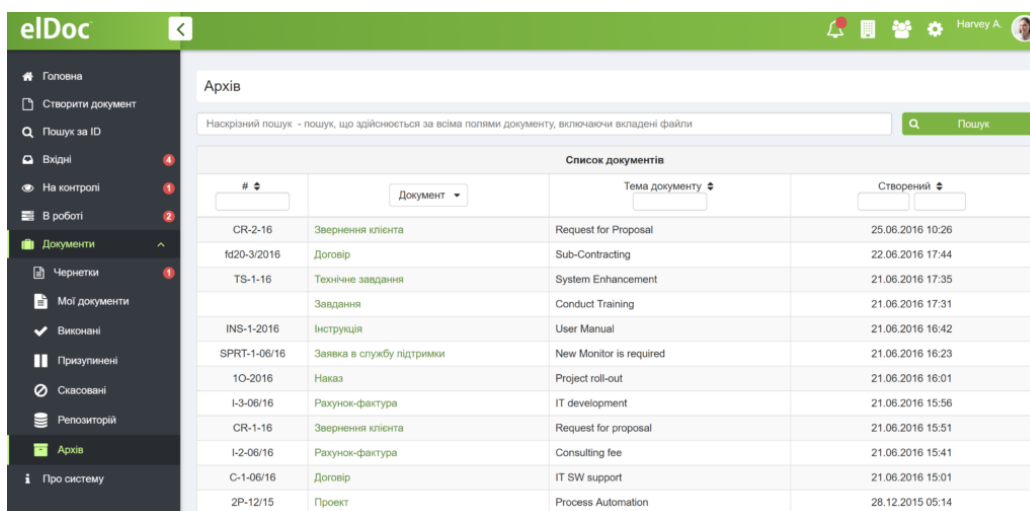 elDoc
Harvey A.
Головна
Створити документ
Пошук за ID
Вхідні 4
На контролі 1
В роботі 2
Документи
Чернетки 1
Мої документи
Виконані
Призупинені
Скасовані
Репозиторій
Архів
Про систему
Архів
Наскрізний пошук - пошук, що здійснюється за всіма полями документу, включаючи вкладені файли Пошук
Список документів
# Документ Тема документу Створений
CR-2-16 Звернення клієнта Request for Proposal 25.06.2016 10:26
fd20-3/2016 Договір Sub-Contracting 22.06.2016 17:44
TS-1-16 Технічне завдання System Enhancement 21.06.2016 17:35
Завдання Conduct Training 21.06.2016 17:31
INS-1-2016 Інструкція User Manual 21.06.2016 16:42
SPRT-1-06/16 Заявка в службу підтримки New Monitor is required 21.06.2016 16:23
1О-2016 Наказ Project roll-out 21.06.2016 16:01
I-3-06/16 Рахунок-фактура IT development 21.06.2016 15:56
CR-1-16 Звернення клієнта Request for proposal 21.06.2016 15:51
I-2-06/16 Рахунок-фактура Consulting fee 21.06.2016 15:41
C-1-06/16 Договір IT SW support 21.06.2016 15:01
2P-12/15 Проект Process Automation 28.12.2015 05:14